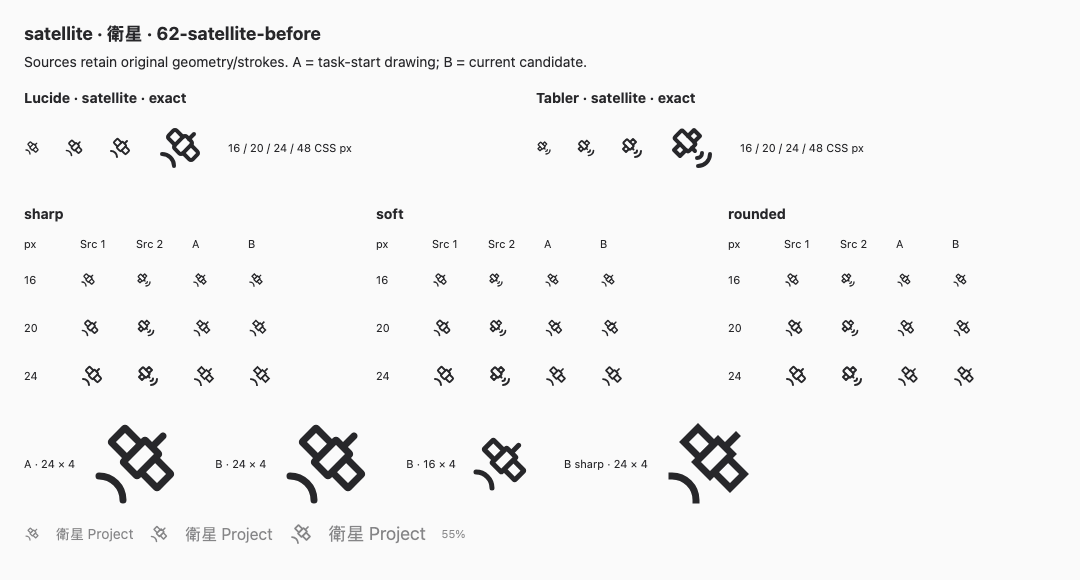 satellite · 衛星 · 62-satellite-before
Sources retain original geometry/strokes. A = task-start drawing; B = current candidate.
Lucide · satellite · exact
Tabler · satellite · exact
16 / 20 / 24 / 48 CSS px
16 / 20 / 24 / 48 CSS px
sharp
soft
rounded
px Src 1 Src 2 A B
px Src 1 Src 2 A B
px Src 1 Src 2 A B
16
16
16
20
20
20
24
24
24
A · 24 × 4
B · 24 × 4
B · 16 × 4
B sharp · 24 × 4
衛星 Project
衛星 Project
衛星 Project
55%